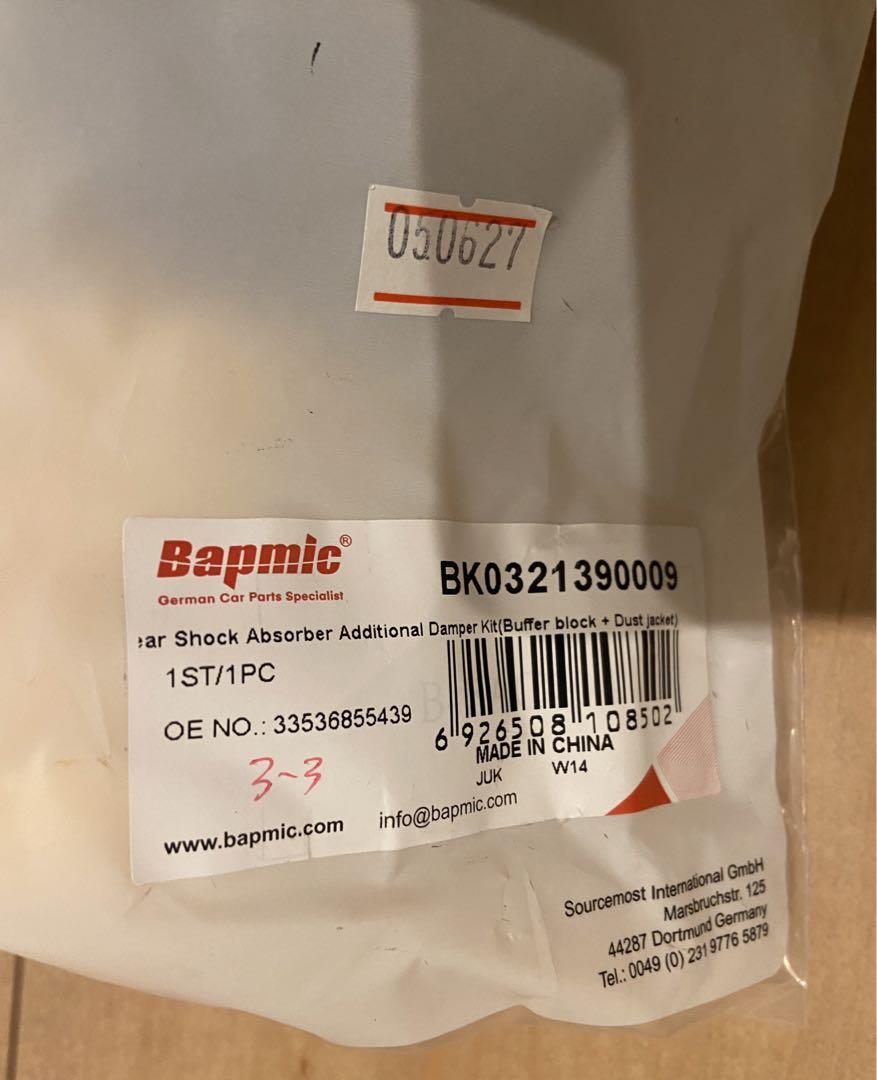 050627
Bapmic®
German Car Parts Specialist
BK0321390009
ear Shock Absorber Additional Damper Kit(Buffer block + Dust jacket)
1ST/1PC
OE NO.: 33536855439
6 926508 108502
MADE IN CHINA
JUK W14
3~3
www.bapmic.com info@bapmic.com
Sourcemost International GmbH
Marsbruchstr. 125
44287 Dortmund Germany
Tel.: 0049 (0) 231 9776 5879